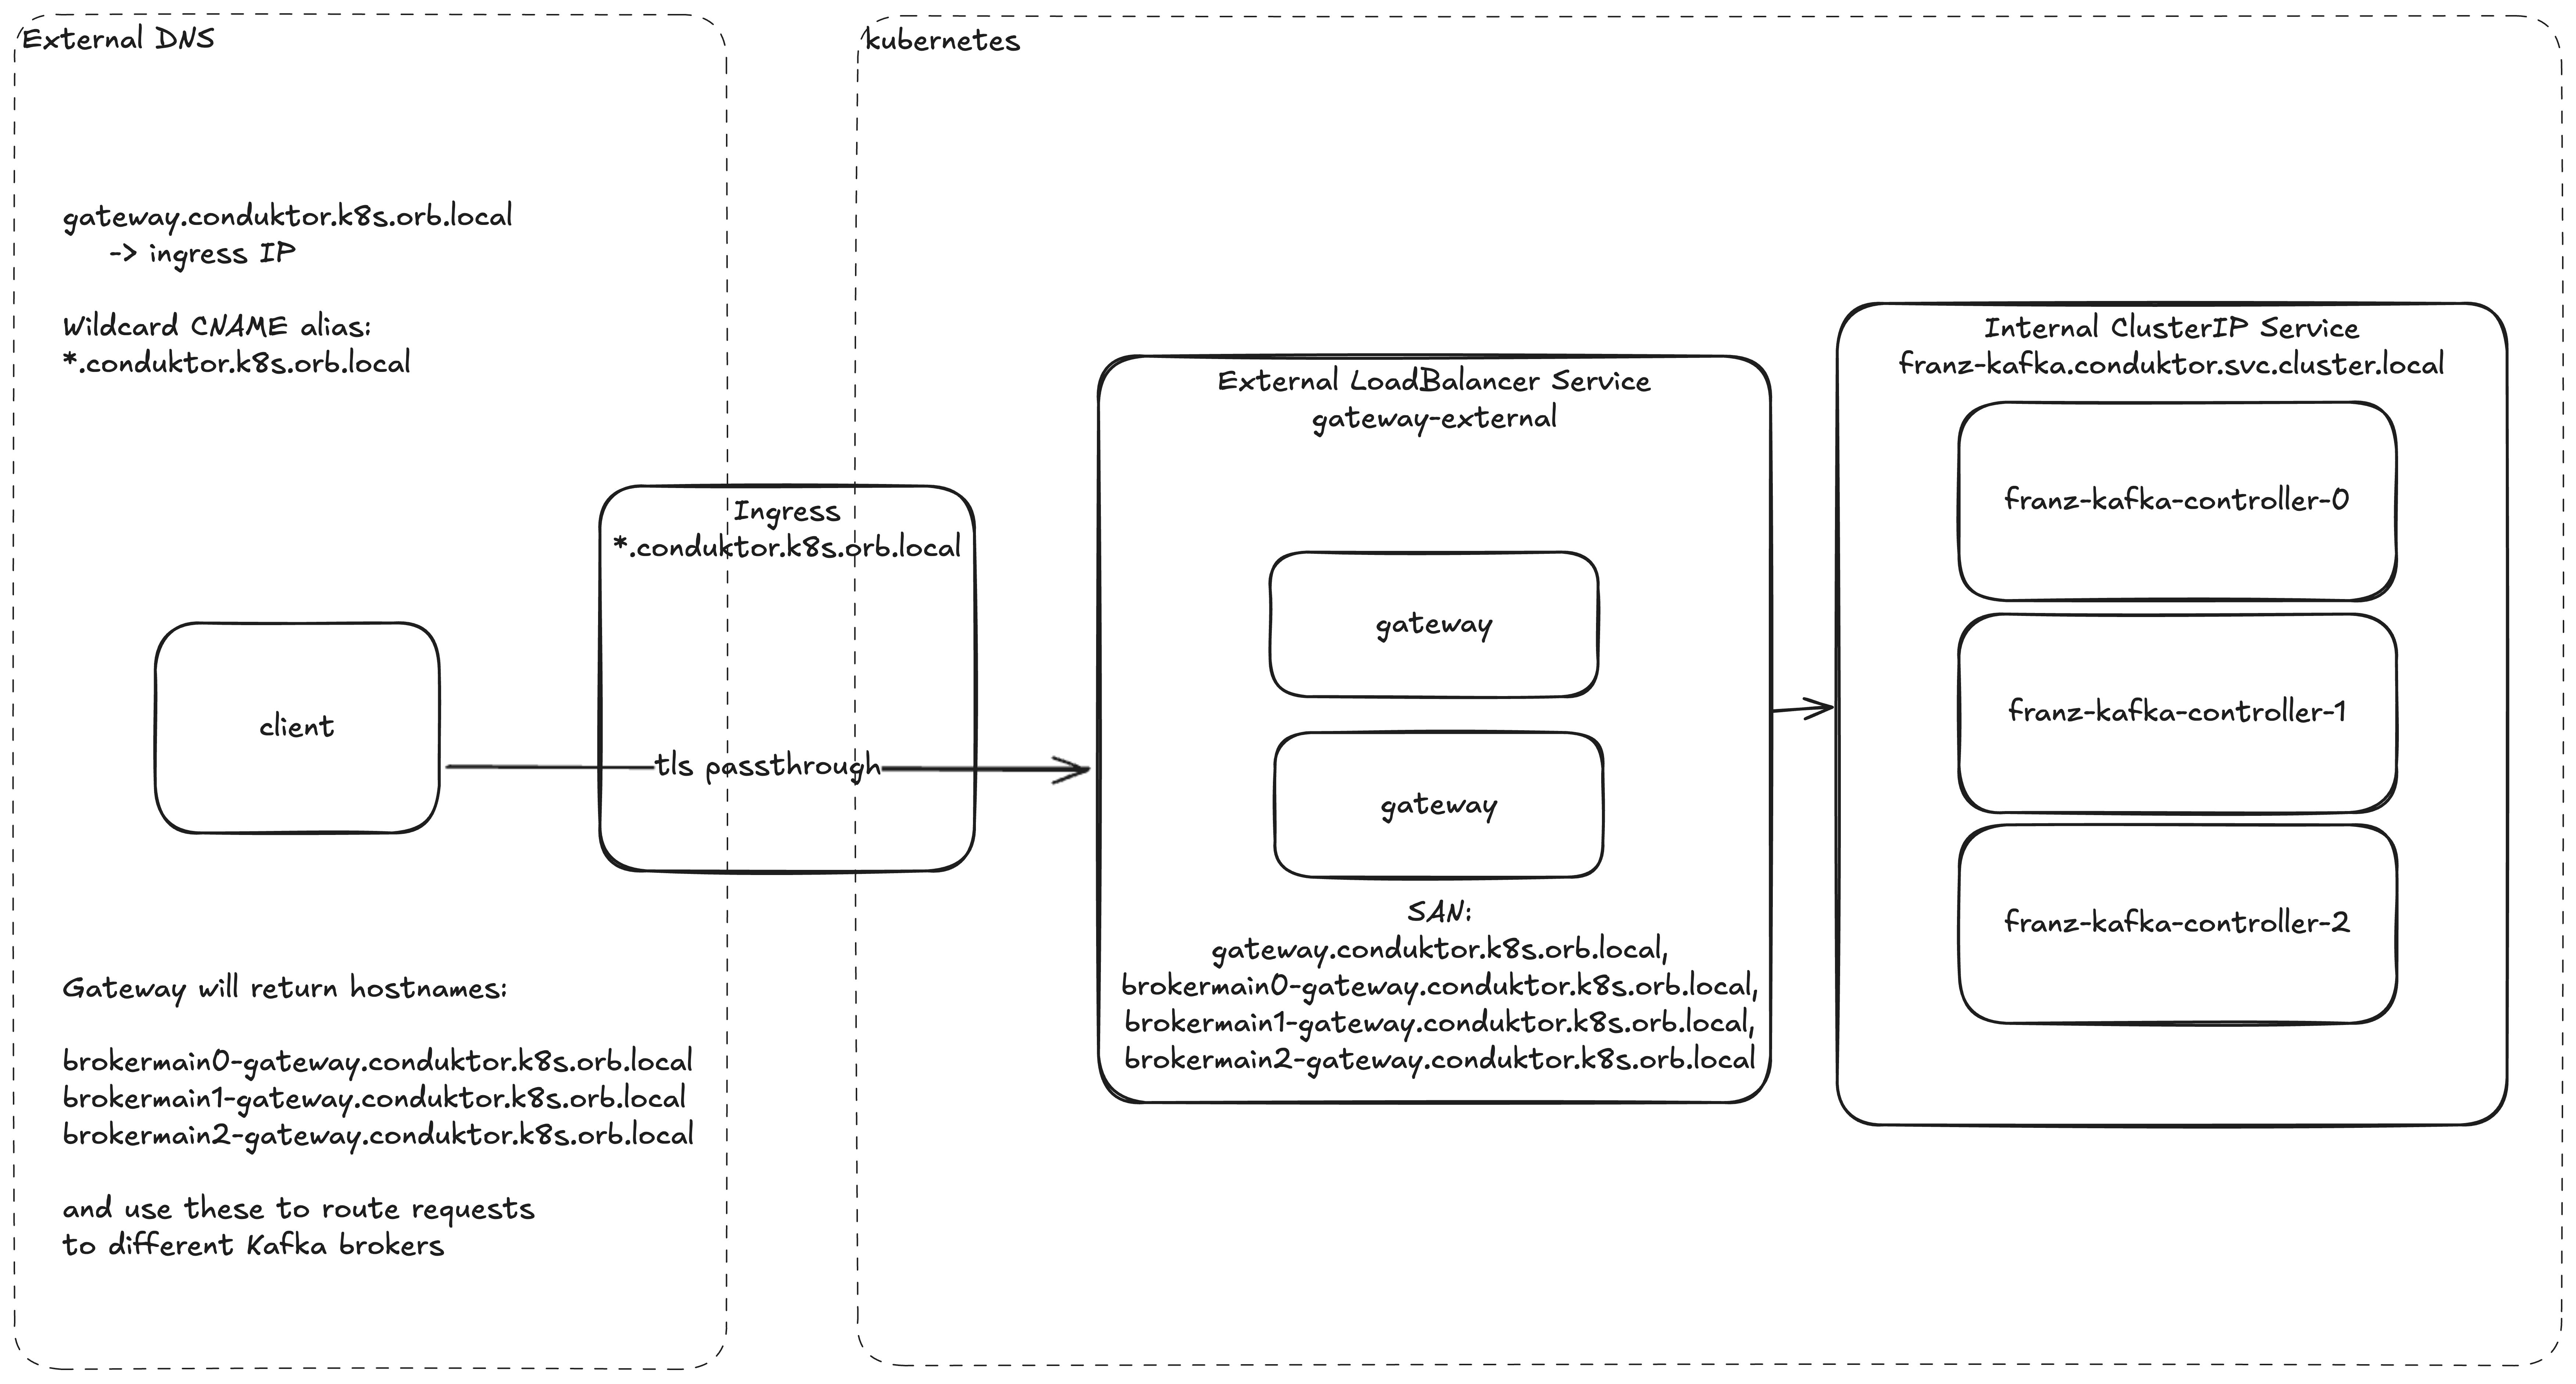 External DNS
gateway.conduktor.k8s.orb.local
-> ingress IP
Wildcard CNAME alias:
*.conduktor.k8s.orb.local
client
Gateway will return hostnames:
brokermain0-gateway.conduktor.k8s.orb.local
brokermain1-gateway.conduktor.k8s.orb.local
brokermain2-gateway.conduktor.k8s.orb.local
and use these to route requests
to different Kafka brokers
Ingress
*.conduktor.k8s.orb.local
tls passthrough
kubernetes
External LoadBalancer Service
gateway-external
gateway
gateway
SAN:
gateway.conduktor.k8s.orb.local,
brokermain0-gateway.conduktor.k8s.orb.local,
brokermain1-gateway.conduktor.k8s.orb.local,
brokermain2-gateway.conduktor.k8s.orb.local
Internal ClusterIP Service
franz-kafka.conduktor.svc.cluster.local
franz-kafka-controller-0
franz-kafka-controller-1
franz-kafka-controller-2